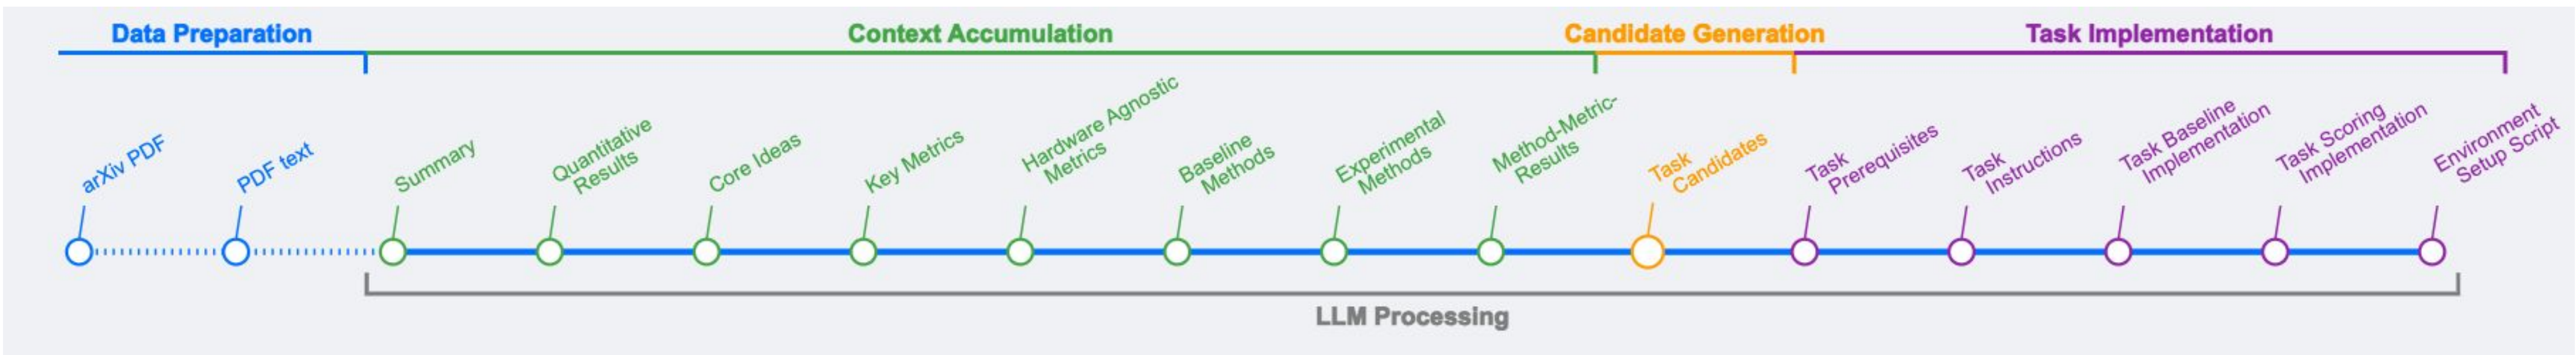 Data Preparation
Context Accumulation
Candidate Generation
Task Implementation
arXiv PDF
PDF text
Summary
Quantitative
Results
Core Ideas
Key Metrics
Hardware Agnostic
Metrics
Baseline
Methods
Experimental
Methods
Method-Metric-
Results
Task
Candidates
Task
Prerequisites
Task
Instructions
Task Baseline
Implementation
Task Scoring
Implementation
Environment
Setup Script
LLM Processing